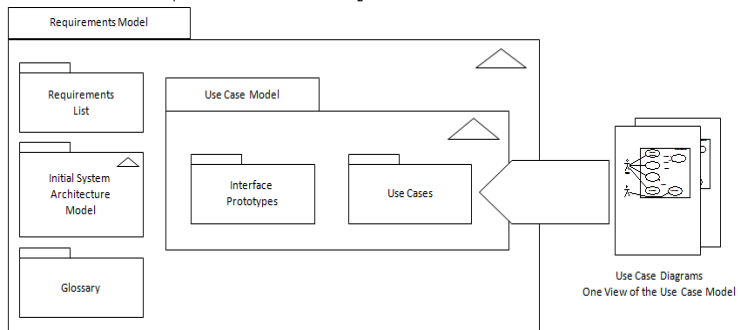 Requirements Model
Requirements
List
Use Case Model
Initial System
Architecture
Model
Interface
Prototypes
Use Cases
Glossary
Use Case Diagrams
One View of the Use Case Model